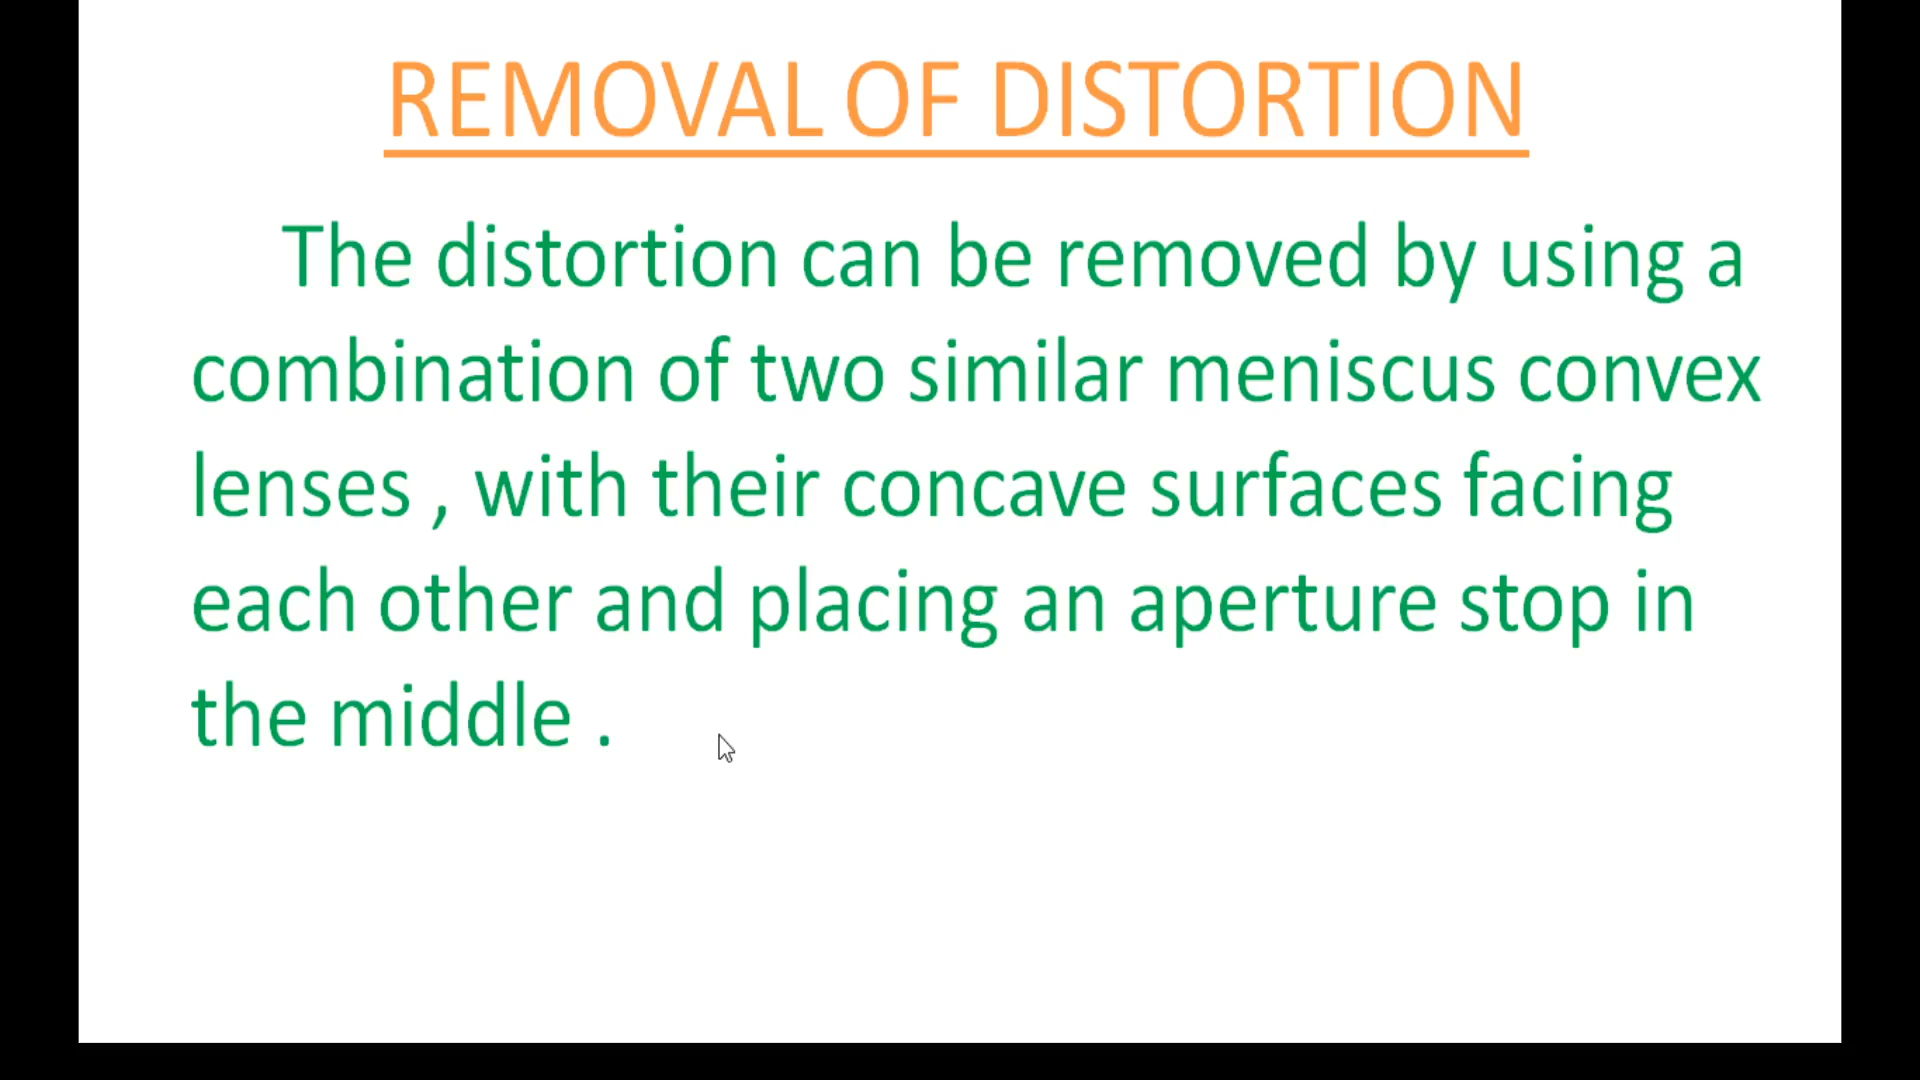 REMOVAL OF DISTORTION
The distortion can be removed by using a
combination of two similar meniscus convex
lenses , with their concave surfaces facing
each other and placing an aperture stop in
the middle .